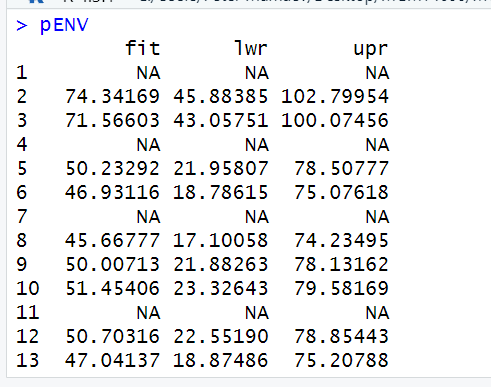 > pENV
fit lwr upr
1 NA NA NA
2 74.34169 45.88385 102.79954
3 71.56603 43.05751 100.07456
4 NA NA NA
5 50.23292 21.95807 78.50777
6 46.93116 18.78615 75.07618
7 NA NA NA
8 45.66777 17.10058 74.23495
9 50.00713 21.88263 78.13162
10 51.45406 23.32643 79.58169
11 NA NA NA
12 50.70316 22.55190 78.85443
13 47.04137 18.87486 75.20788